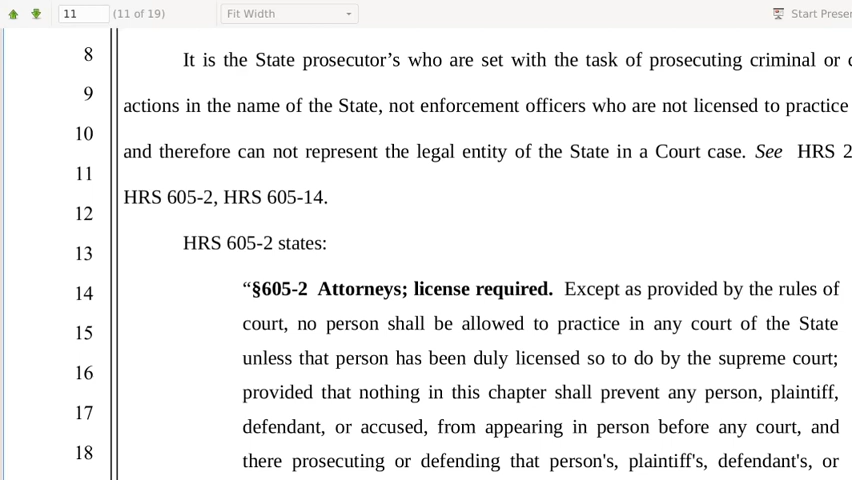 11 (11 of 19) Fit Width Start Prese
8 It is the State prosecutor’s who are set with the task of prosecuting criminal or
9 actions in the name of the State, not enforcement officers who are not licensed to practice
10 and therefore can not represent the legal entity of the State in a Court case. See HRS 2
11
12 HRS 605-2, HRS 605-14.
13 HRS 605-2 states:
14 “§605-2 Attorneys; license required. Except as provided by the rules of
15 court, no person shall be allowed to practice in any court of the State
unless that person has been duly licensed so to do by the supreme court;
16 provided that nothing in this chapter shall prevent any person, plaintiff,
17 defendant, or accused, from appearing in person before any court, and
18 there prosecuting or defending that person's, plaintiff's, defendant's, or